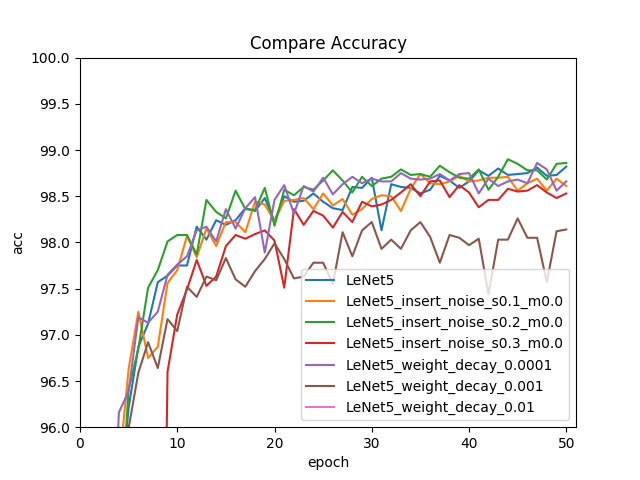 Compare Accuracy
100.0
99.5
99.0
98.5
98.0
97.5
97.0
96.5
96.0
acc
0
10
20
30
40
50
epoch
LeNet5
LeNet5_insert_noise_s0.1_m0.0
LeNet5_insert_noise_s0.2_m0.0
LeNet5_insert_noise_s0.3_m0.0
LeNet5_weight_decay_0.0001
LeNet5_weight_decay_0.001
LeNet5_weight_decay_0.01